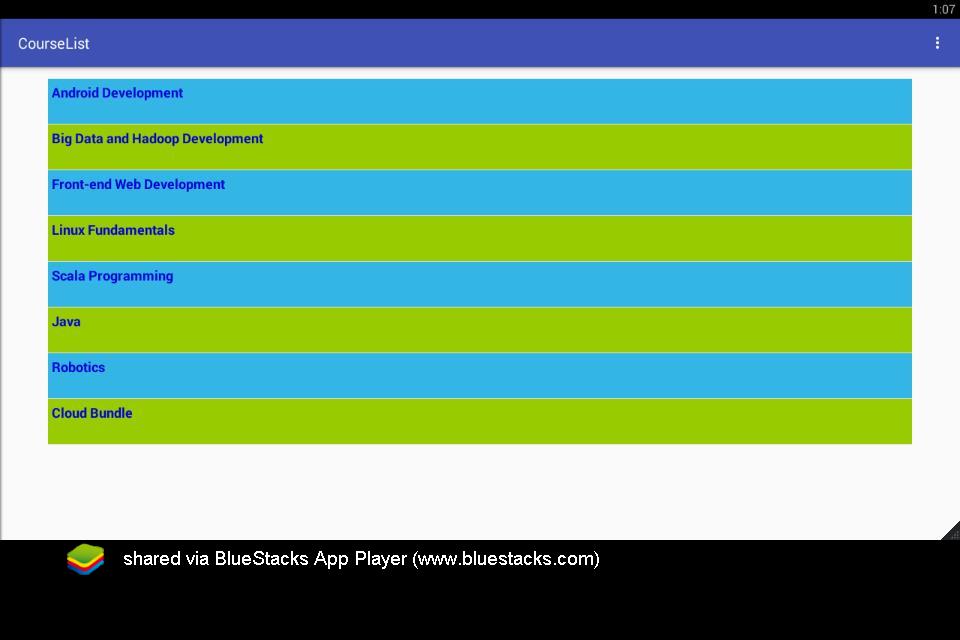 1:07
CourseList
Android Development
Big Data and Hadoop Development
Front-end Web Development
Linux Fundamentals
Scala Programming
Java
Robotics
Cloud Bundle
shared via BlueStacks App Player (www.bluestacks.com)